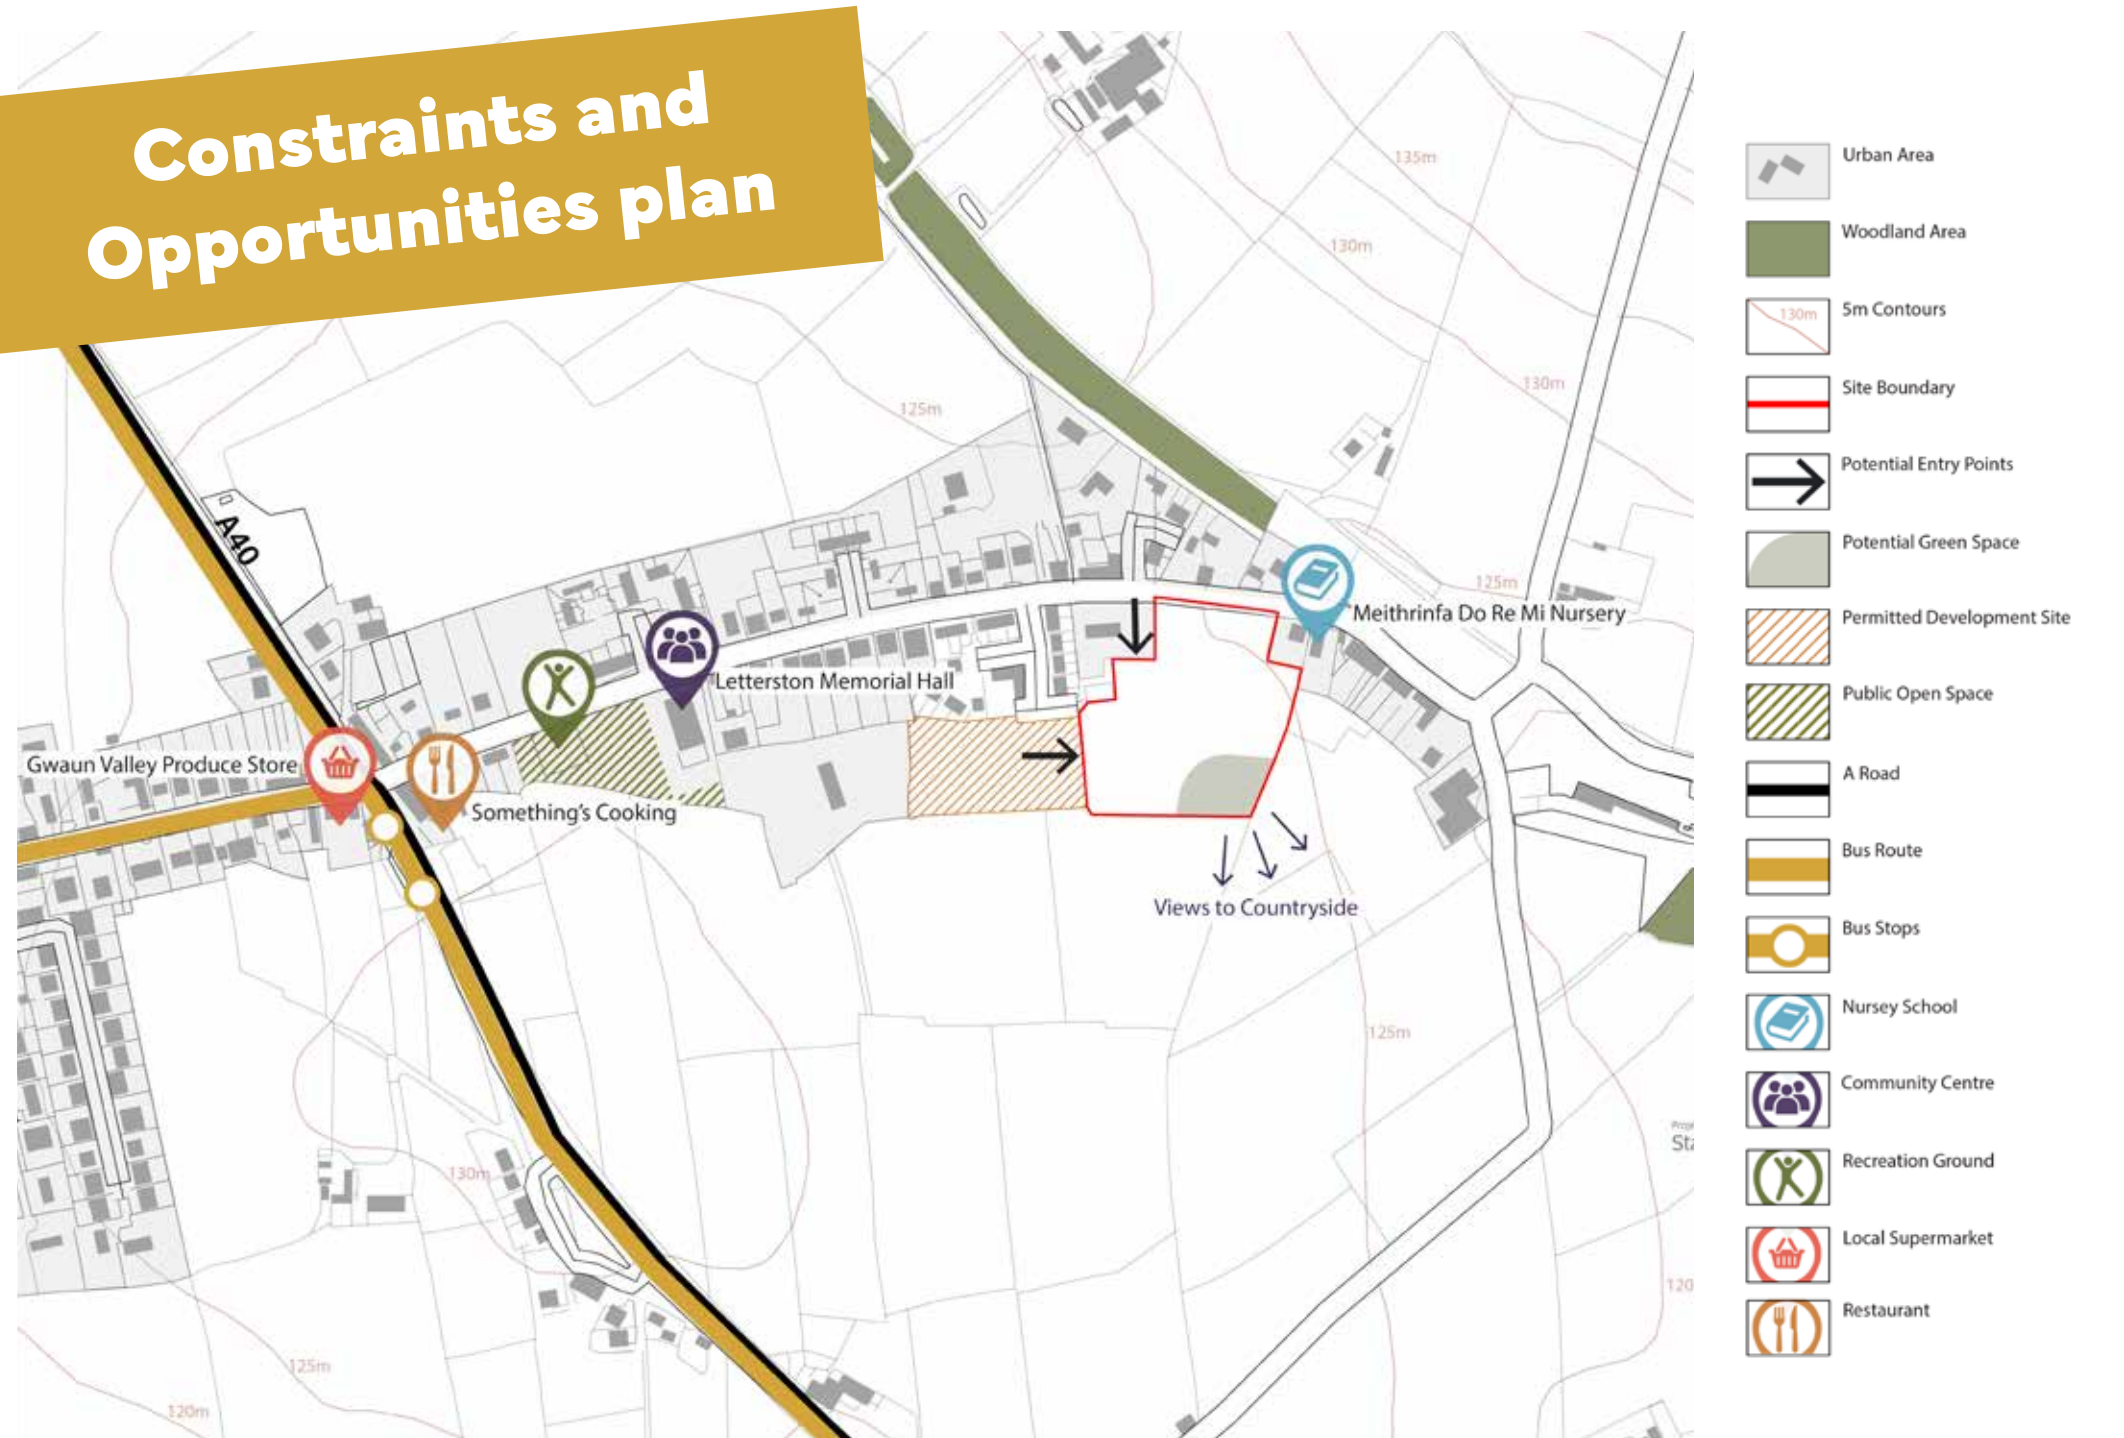 Constraints and
Opportunities plan
135m
130m
130m
125m
A40
125m
Meithrinfa Do Re Mi Nursery
Letterston Memorial Hall
Gwaun Valley Produce Store
Something's Cooking
Views to Countryside
125m
130m
120
125m
120m
Urban Area
Woodland Area
130m
5m Contours
Site Boundary
Potential Entry Points
Potential Green Space
Permitted Development Site
Public Open Space
A Road
Bus Route
Bus Stops
Nursey School
Community Centre
Recreation Ground
Local Supermarket
Restaurant